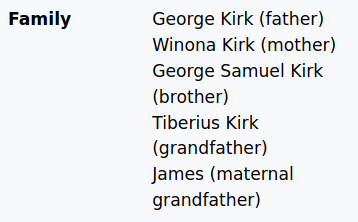 Family
George Kirk (father)
Winona Kirk (mother)
George Samuel Kirk
(brother)
Tiberius Kirk
(grandfather)
James (maternal
grandfather)